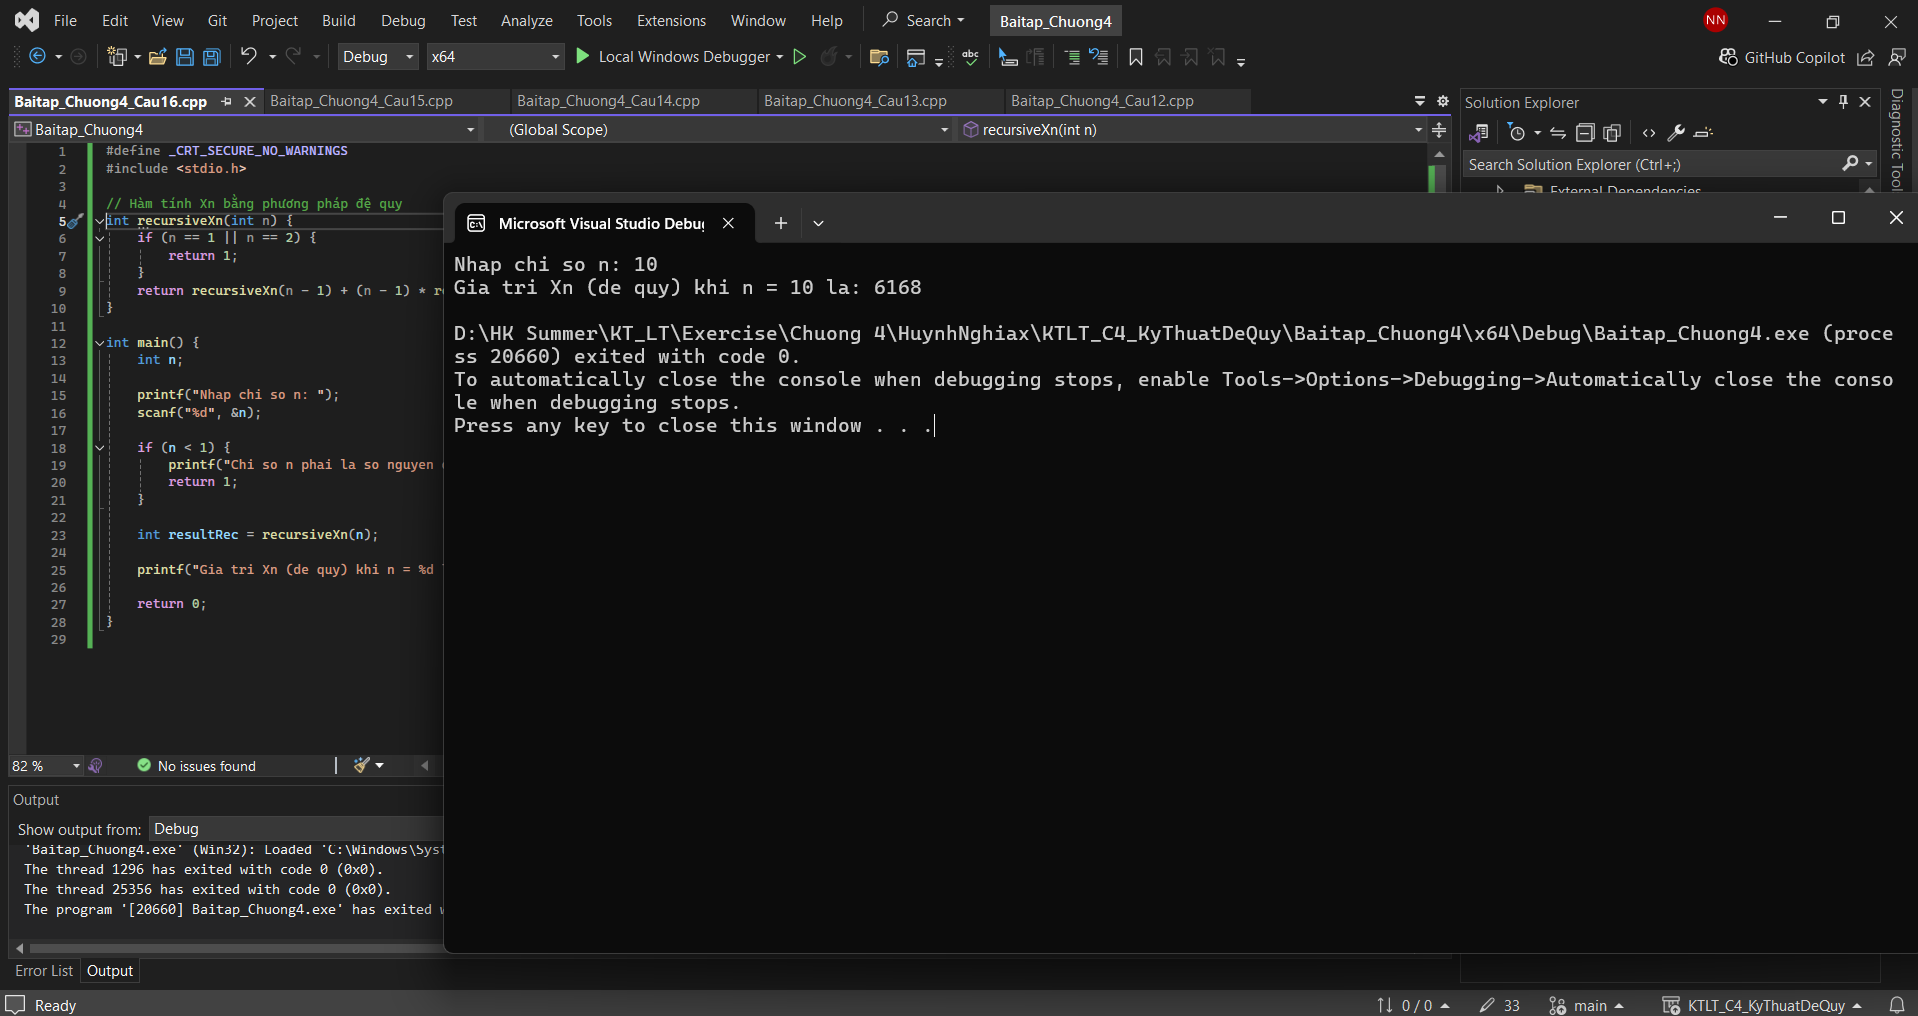 File Edit View Git Project Build Debug Test Analyze Tools Extensions Window Help Search Baitap_Chuong4 NN
Debug x64 Local Windows Debugger GitHub Copilot
Baitap_Chuong4_Cau16.cpp Baitap_Chuong4_Cau15.cpp Baitap_Chuong4_Cau14.cpp Baitap_Chuong4_Cau13.cpp Baitap_Chuong4_Cau12.cpp
Baitap_Chuong4 (Global Scope) recursiveXn(int n)
1 #define _CRT_SECURE_NO_WARNINGS
2 #include <stdio.h>
3
4 // Hàm tính Xn bằng phương pháp đệ quy
5 int recursiveXn(int n) {
6 if (n == 1 || n == 2) {
7 return 1;
8 }
9 return recursiveXn(n - 1) + (n - 1) *
10 }
11
12 int main() {
13 int n;
14
15 printf("Nhap chi so n: ");
16 scanf("%d", &n);
17
18 if (n < 1) {
19 printf("Chi so n phai la so nguyen
20 return 1;
21 }
22
23 int resultRec = recursiveXn(n);
24
25 printf("Gia tri Xn (de quy) khi n = %d
26
27 return 0;
28 }
29
82 % No issues found
Output
Show output from: Debug
'Baitap_Chuong4.exe' (Win32): Loaded 'C:\Windows\Syst
The thread 1296 has exited with code 0 (0x0).
The thread 25356 has exited with code 0 (0x0).
The program '[20660] Baitap_Chuong4.exe' has exited
Error List Output
Ready 0 / 0 33 main KTLT_C4_KyThuatDeQuy
Microsoft Visual Studio Debug
Nhap chi so n: 10
Gia tri Xn (de quy) khi n = 10 la: 6168
D:\HK Summer\KT_LT\Exercise\Chuong 4\HuynhNghiax\KTLT_C4_KyThuatDeQuy\Baitap_Chuong4\x64\Debug\Baitap_Chuong4.exe (proce
ss 20660) exited with code 0.
To automatically close the console when debugging stops, enable Tools->Options->Debugging->Automatically close the conso
le when debugging stops.
Press any key to close this window . . .
Solution Explorer
Search Solution Explorer (Ctrl+;)
External Dependencies
Diagnostic Tool